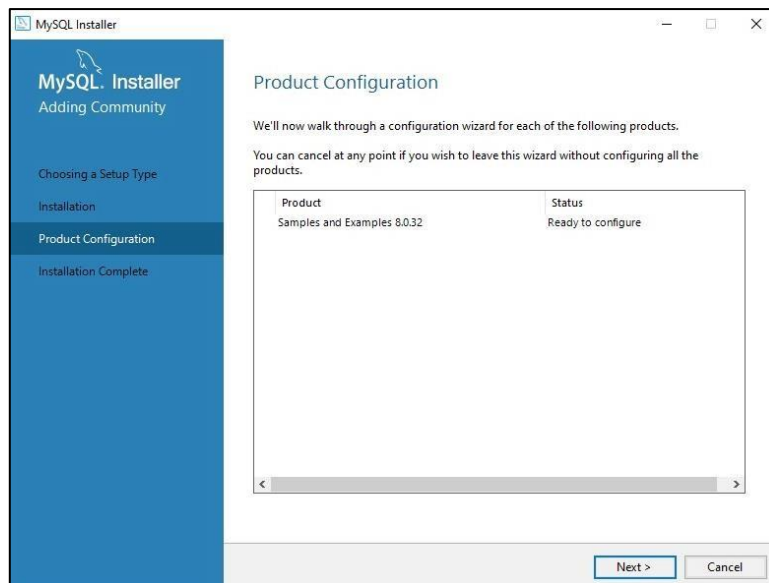 MySQL Installer
MySQL. Installer
Adding Community
Choosing a Setup Type
Installation
Product Configuration
Installation Complete
Product Configuration
We'll now walk through a configuration wizard for each of the following products.
You can cancel at any point if you wish to leave this wizard without configuring all the
products.
Product Status
Samples and Examples 8.0.32 Ready to configure
Next > Cancel